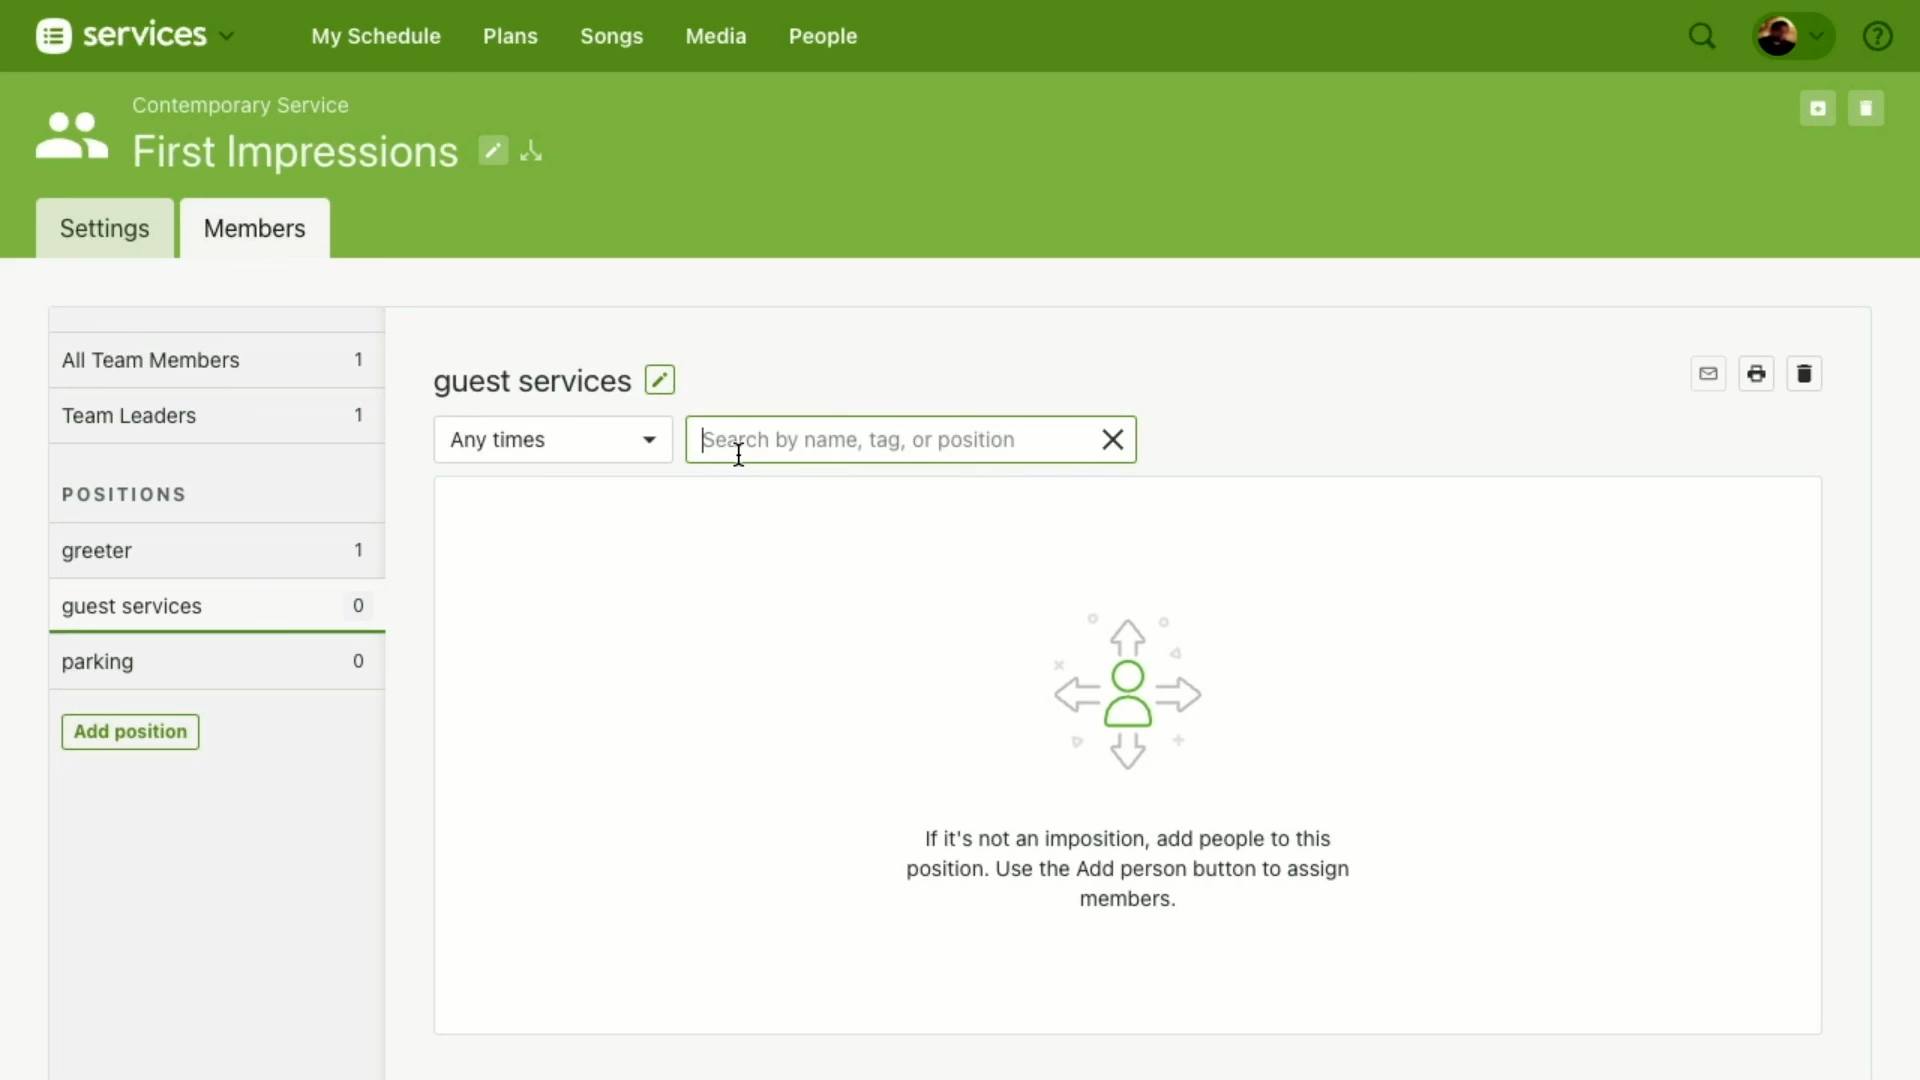 services
My Schedule
Plans
Songs
Media
People
Contemporary Service
First Impressions
Settings
Members
All Team Members 1
Team Leaders 1
POSITIONS
greeter 1
guest services 0
parking 0
Add position
guest services
Any times
Search by name, tag, or position
If it's not an imposition, add people to this
position. Use the Add person button to assign
members.